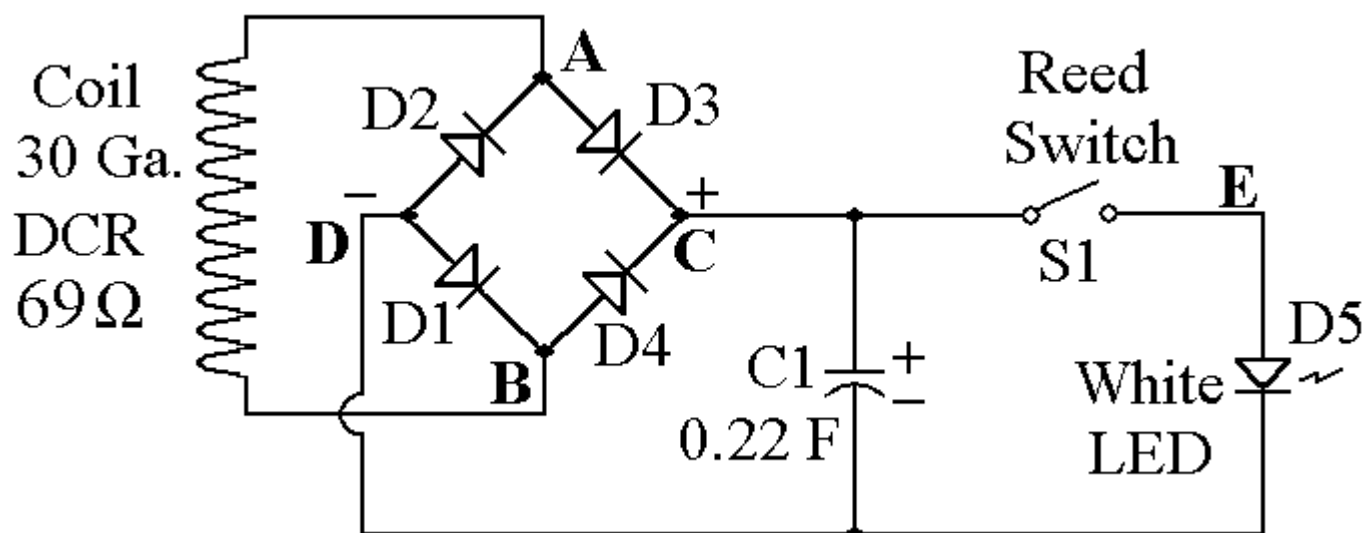 Coil
30 Ga.
DCR
69 Ω
A
D2
D3
−
+
D
C
D1
D4
B
Reed
Switch
S1
E
C1
+
−
0.22 F
D5
White
LED